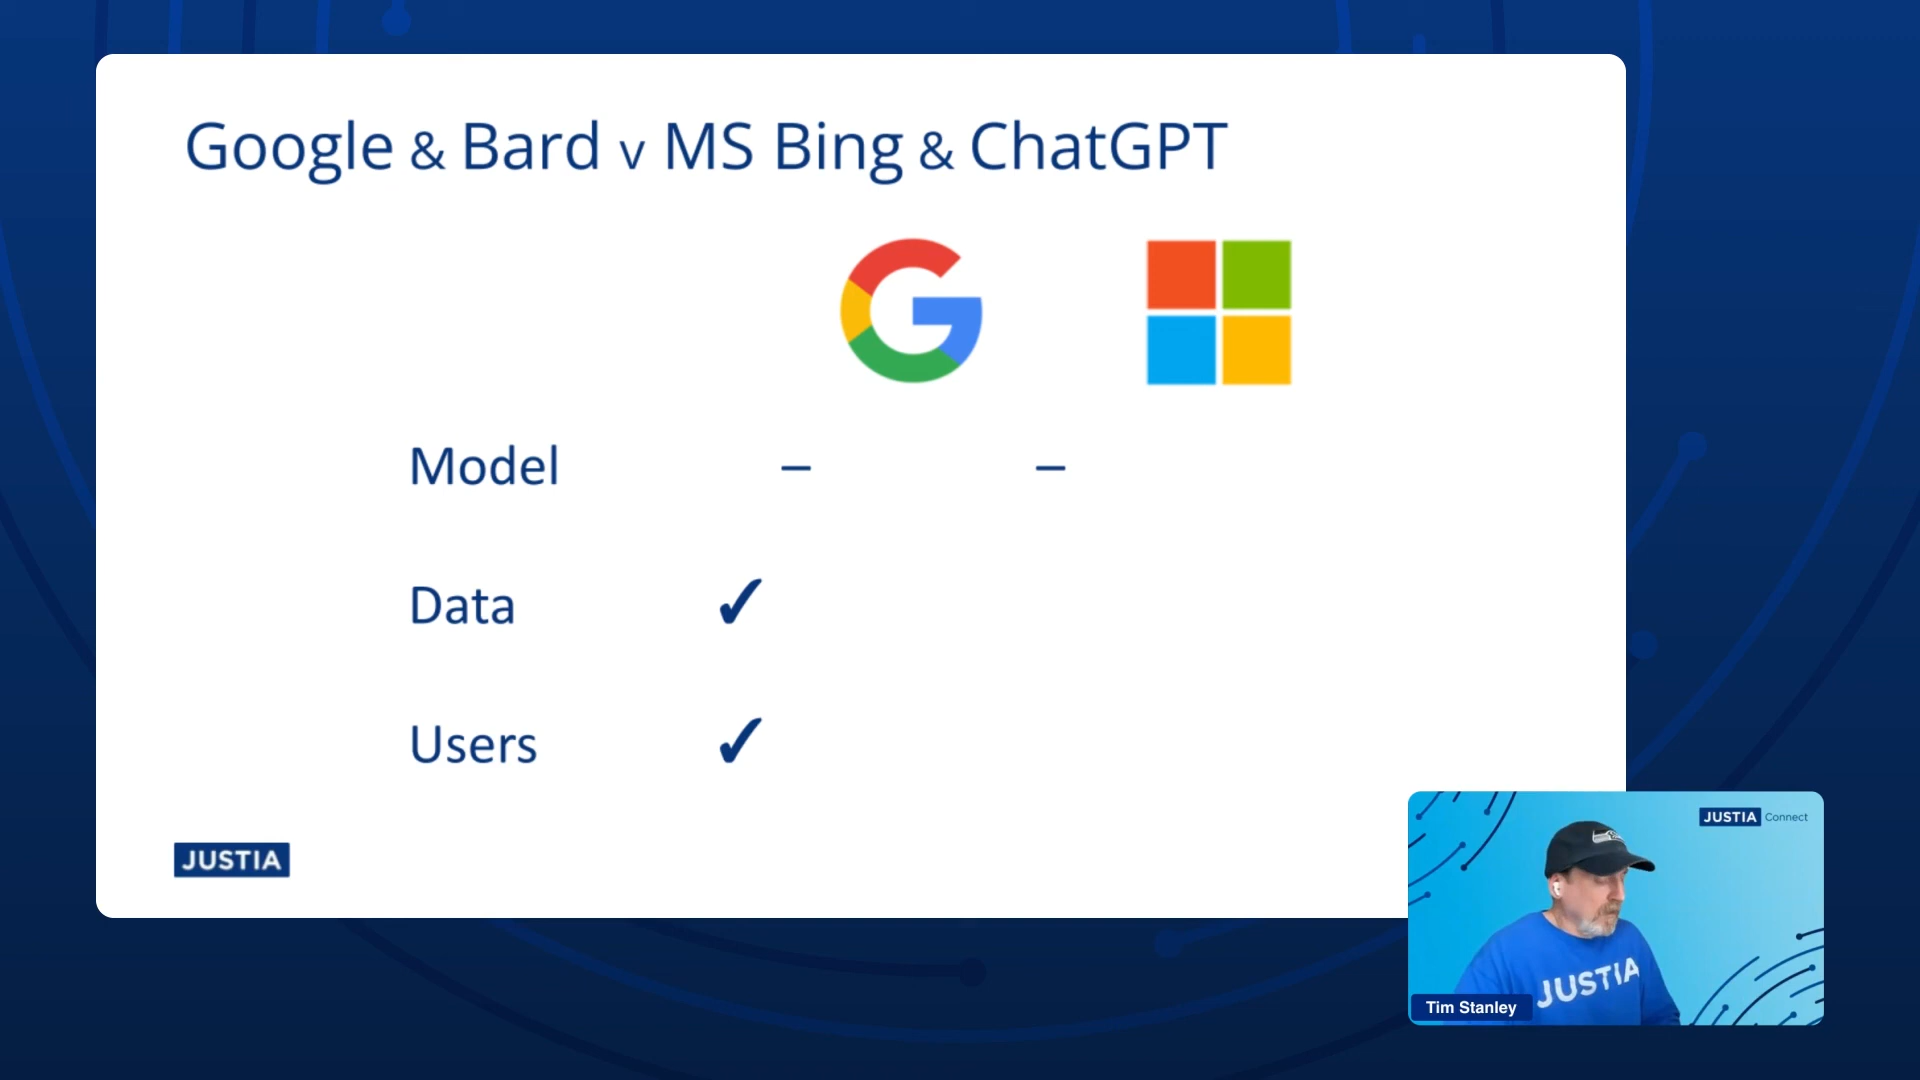 Google & Bard v MS Bing & ChatGPT
Model – –
Data ✓
Users ✓
JUSTIA
JUSTIA Connect
JUSTIA
Tim Stanley